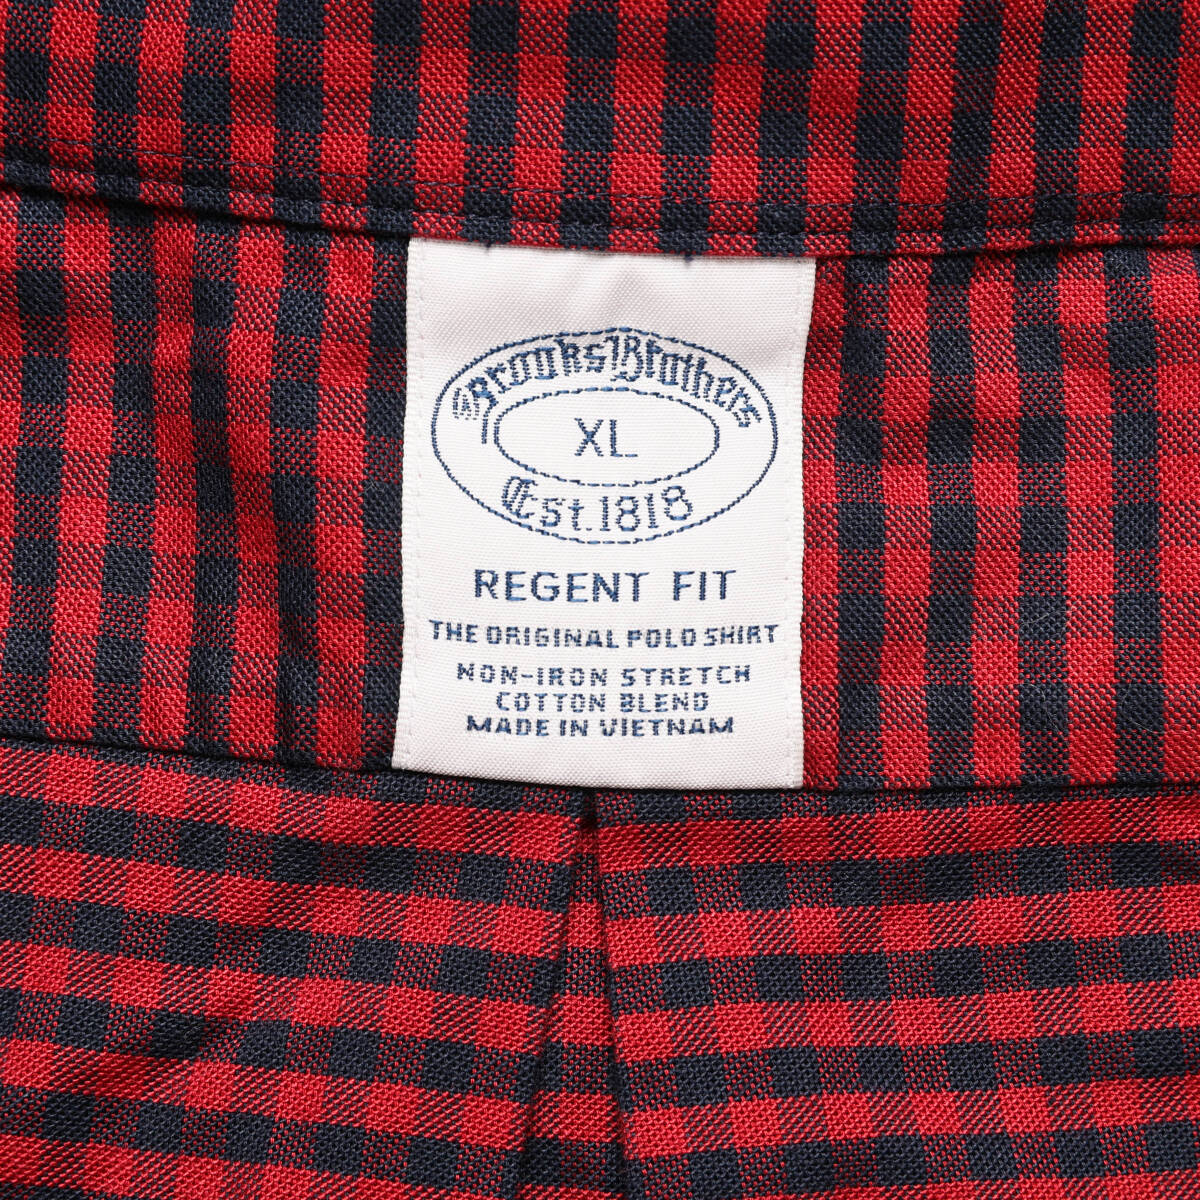 Brooks Brothers
XL
Est. 1818
REGENT FIT
THE ORIGINAL POLO SHIRT
NON-IRON STRETCH
COTTON BLEND
MADE IN VIETNAM